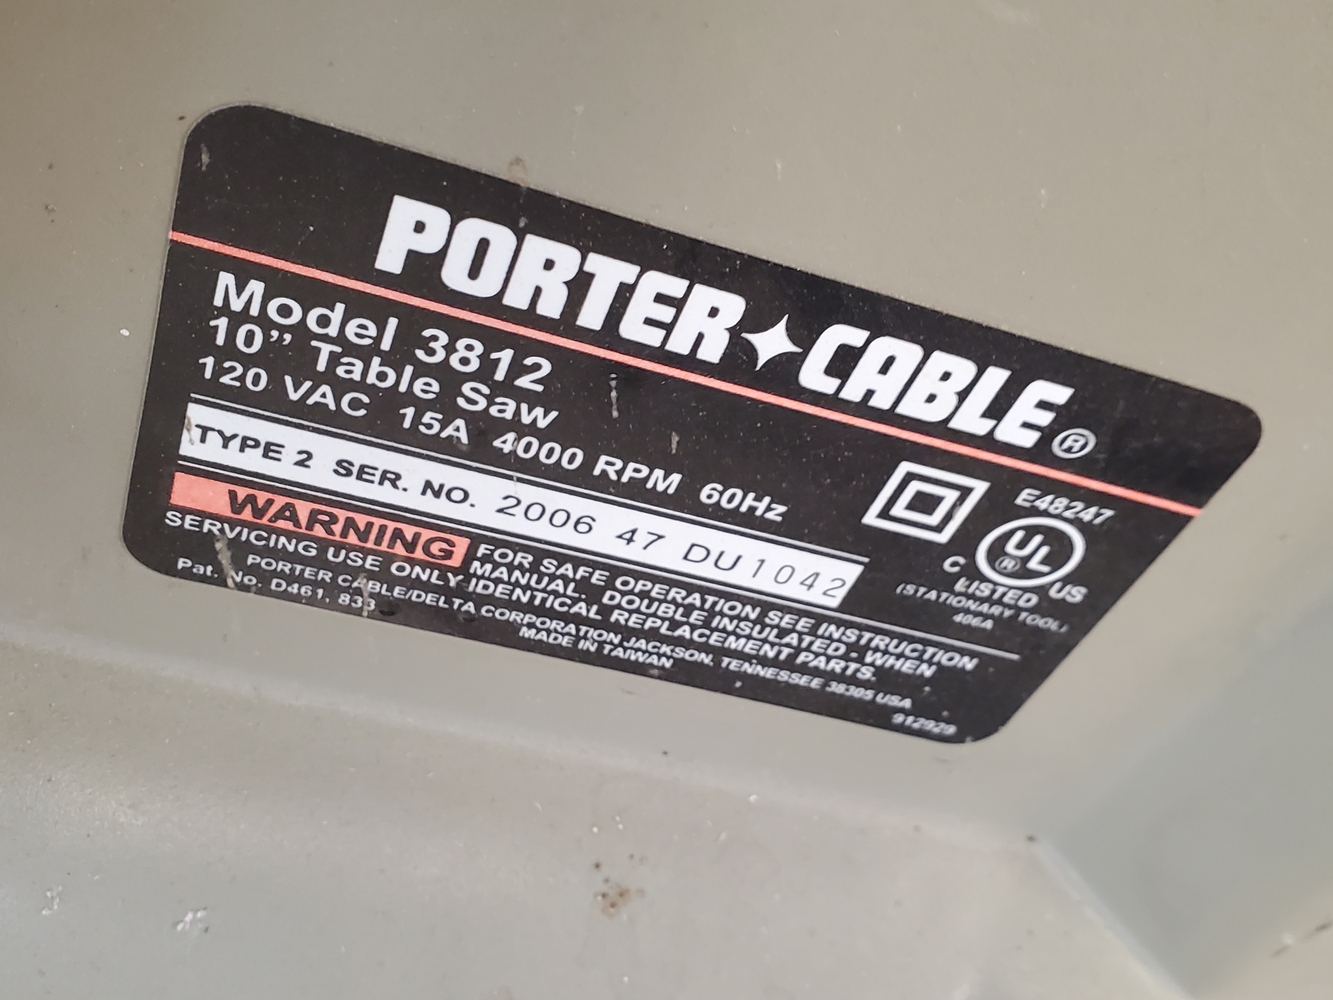 PORTER✦CABLE®
Model 3812
10” Table Saw
120 VAC 15A 4000 RPM 60Hz
TYPE 2 SER. NO. 2006 47 DU1042
E48247
C UL® US
LISTED
(STATIONARY TOOL)
406A
WARNING FOR SAFE OPERATION SEE INSTRUCTION
MANUAL. DOUBLE INSULATED - WHEN
SERVICING USE ONLY IDENTICAL REPLACEMENT PARTS.
PORTER CABLE/DELTA CORPORATION JACKSON, TENNESSEE 38305 USA
Pat. No. D461, 833
MADE IN TAIWAN
912929